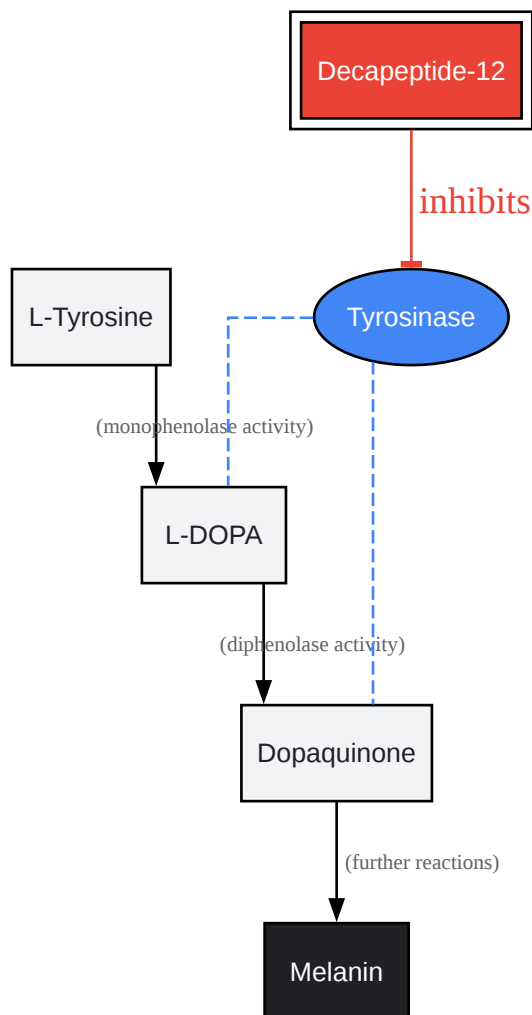 Decapeptide-12
inhibits
L-Tyrosine
Tyrosinase
(monophenolase activity)
L-DOPA
(diphenolase activity)
Dopaquinone
(further reactions)
Melanin